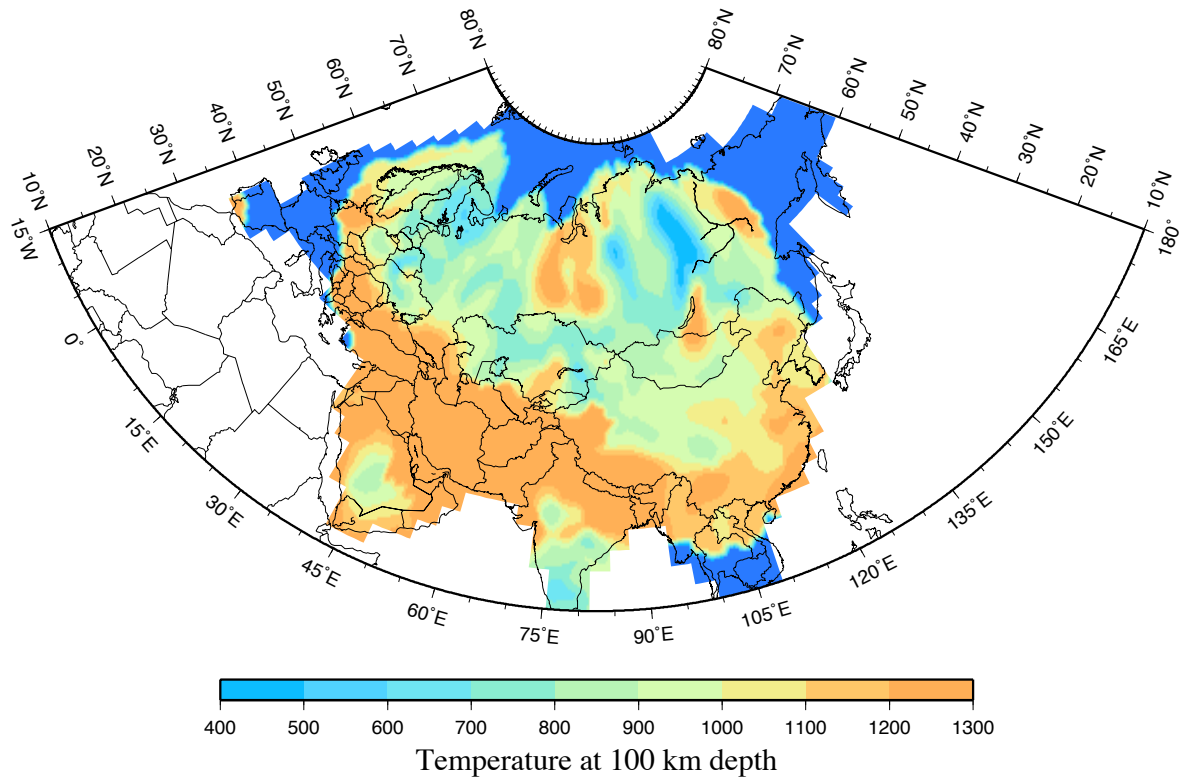 80˚N
70˚N
60˚N
50˚N
40˚N
30˚N
20˚N
10˚N
15˚W
0˚
15˚E
30˚E
45˚E
60˚E
75˚E
90˚E
105˚E
120˚E
135˚E
150˚E
165˚E
180˚
10˚N
20˚N
30˚N
40˚N
50˚N
60˚N
70˚N
80˚N
400 500 600 700 800 900 1000 1100 1200 1300
Temperature at 100 km depth